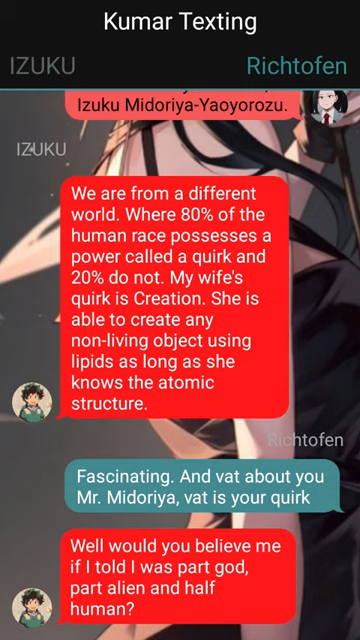 Kumar Texting
IZUKU
Richtofen
Izuku Midoriya-Yaoyorozu.
IZUKU
We are from a different
world. Where 80% of the
human race possesses a
power called a quirk and
20% do not. My wife's
quirk is Creation. She is
able to create any
non-living object using
lipids as long as she
knows the atomic
structure.
Richtofen
Fascinating. And vat about you
Mr. Midoriya, vat is your quirk
Well would you believe me
if I told I was part god,
part alien and half
human?